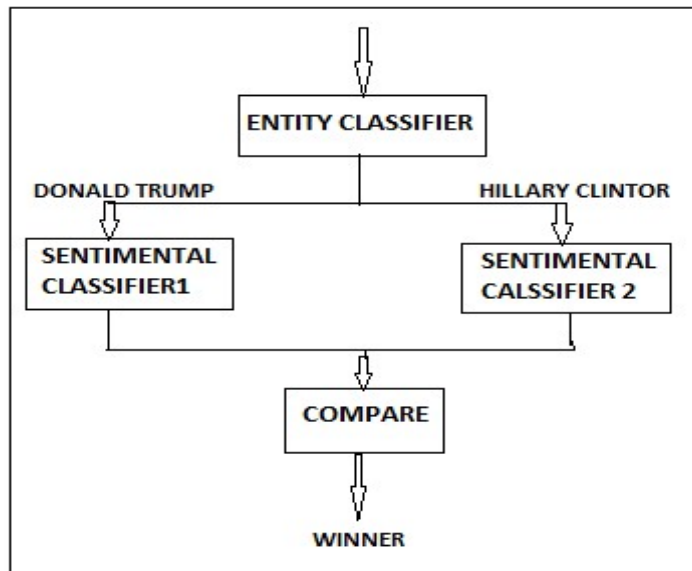 ENTITY CLASSIFIER
DONALD TRUMP
HILLARY CLINTOR
SENTIMENTAL
CLASSIFIER1
SENTIMENTAL
CALSSIFIER 2
COMPARE
WINNER